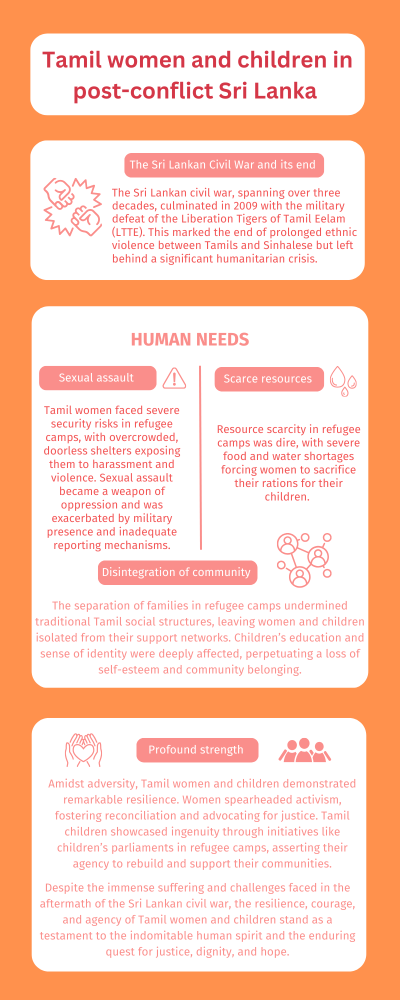 Tamil women and children in
post-conflict Sri Lanka
The Sri Lankan Civil War and its end
The Sri Lankan civil war, spanning over three
decades, culminated in 2009 with the military
defeat of the Liberation Tigers of Tamil Eelam
(LTTE). This marked the end of prolonged ethnic
violence between Tamils and Sinhalese but left
behind a significant humanitarian crisis.
HUMAN NEEDS
Sexual assault
Tamil women faced severe
security risks in refugee
camps, with overcrowded,
doorless shelters exposing
them to harassment and
violence. Sexual assault
became a weapon of
oppression and was
exacerbated by military
presence and inadequate
reporting mechanisms.
Scarce resources
Resource scarcity in refugee
camps was dire, with severe
food and water shortages
forcing women to sacrifice
their rations for their
children.
Disintegration of community
The separation of families in refugee camps undermined
traditional Tamil social structures, leaving women and children
isolated from their support networks. Children’s education and
sense of identity were deeply affected, perpetuating a loss of
self-esteem and community belonging.
Profound strength
Amidst adversity, Tamil women and children demonstrated
remarkable resilience. Women spearheaded activism,
fostering reconciliation and advocating for justice. Tamil
children showcased ingenuity through initiatives like
children’s parliaments in refugee camps, asserting their
agency to rebuild and support their communities.
Despite the immense suffering and challenges faced in the
aftermath of the Sri Lankan civil war, the resilience, courage,
and agency of Tamil women and children stand as a
testament to the indomitable human spirit and the enduring
quest for justice, dignity, and hope.